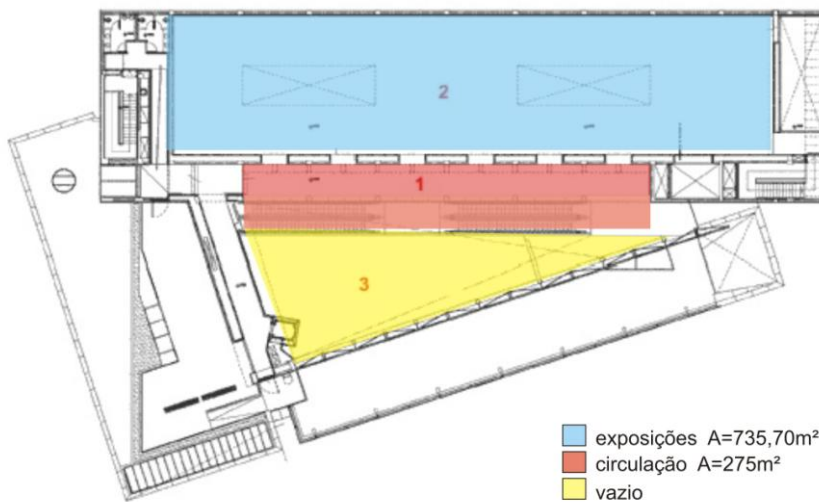 2
1
3
exposições A=735,70m²
circulação A=275m²
vazio